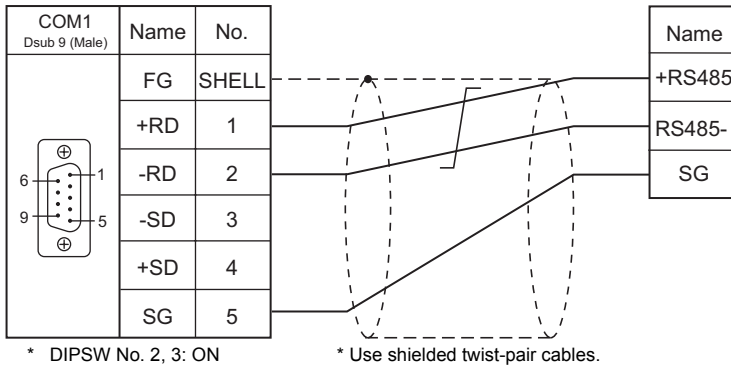 COM1
Dsub 9 (Male)
Name No.
Name
FG SHELL
+RS485
+RD 1
RS485-
-RD 2
SG
6 1
9 5
-SD 3
+SD 4
SG 5
* DIPSW No. 2, 3: ON
* Use shielded twist-pair cables.